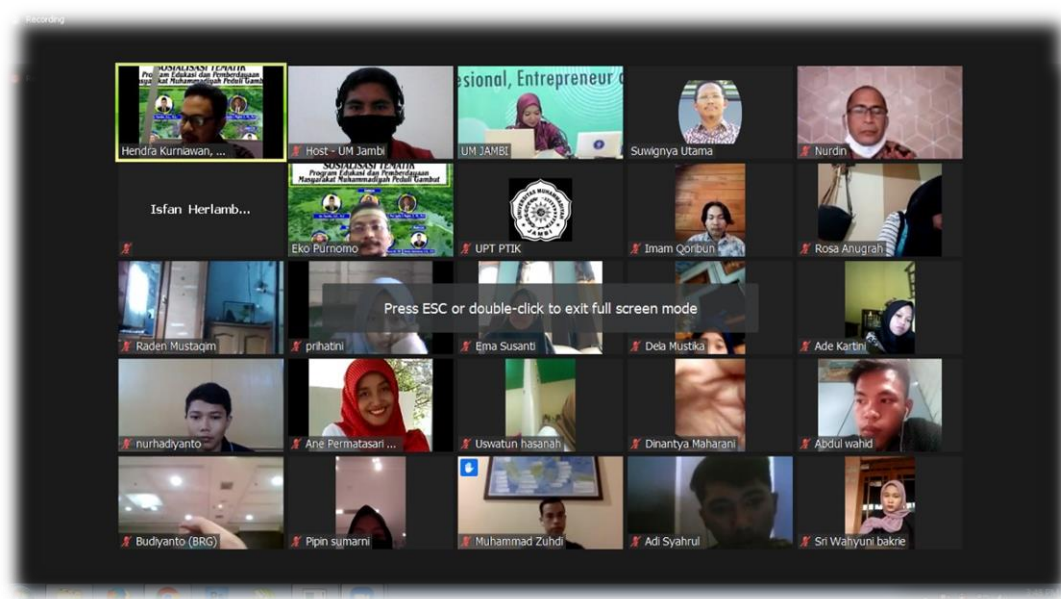 Recording
SOSIALISASI TEMATIK
Program Edukasi dan Pemberdayaan
Masyarakat Muhammadiyah Peduli Gambut
Hendra Kurniawan, ...
Host - UM Jambi
esional, Entrepreneur d
UM JAMBI
Suwignya Utama
Nurdin
Isfan Herlamb...
SOSIALISASI TEMATIK
Program Edukasi dan Pemberdayaan
Masyarakat Muhammadiyah Peduli Gambut
Eko Purnomo
UNIVERSITAS MUHAMMADIYAH
JAMBI
UPT PTIK
Imam Qoribun
Rosa Anugrah
Press ESC or double-click to exit full screen mode
Raden Mustaqim
prihatini
Ema Susanti
Dela Mustika
Ade Kartini
nurhadiyanto
Ane Permatasari ...
Uswatun hasanah
Dinantya Maharani
Abdul wahid
Budiyanto (BRG)
Pipin sumarni
Muhammad Zuhdi
Adi Syahrul
Sri Wahyuni bakrie